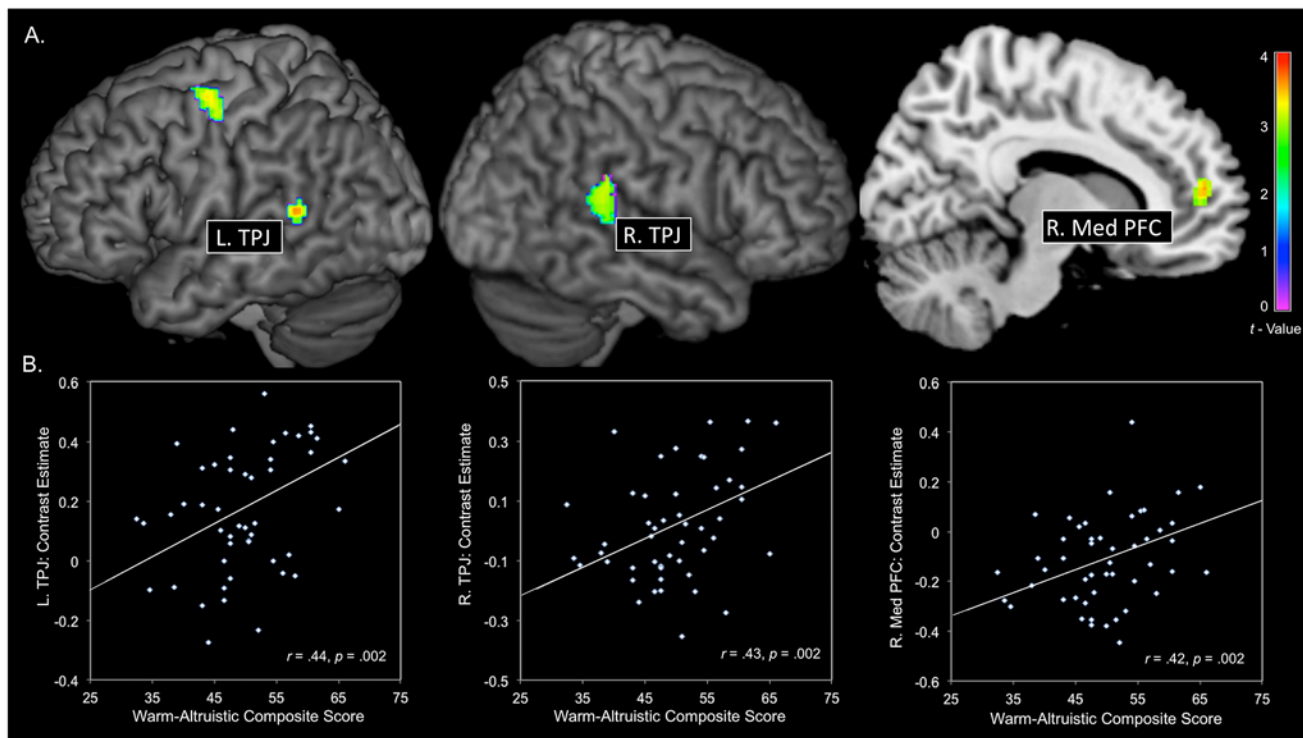 A.
L. TPJ
R. TPJ
R. Med PFC
4
3
2
1
0
t - Value
B.
L. TPJ: Contrast Estimate
0.6
0.4
0.2
0
-0.2
-0.4
25 35 45 55 65 75
Warm-Altruistic Composite Score
r = .44, p = .002
R. TPJ: Contrast Estimate
0.5
0.3
0.1
-0.1
-0.3
-0.5
25 35 45 55 65 75
Warm-Altruistic Composite Score
r = .43, p = .002
R. Med PFC: Contrast Estimate
0.6
0.4
0.2
0
-0.2
-0.4
-0.6
25 35 45 55 65 75
Warm-Altruistic Composite Score
r = .42, p = .002